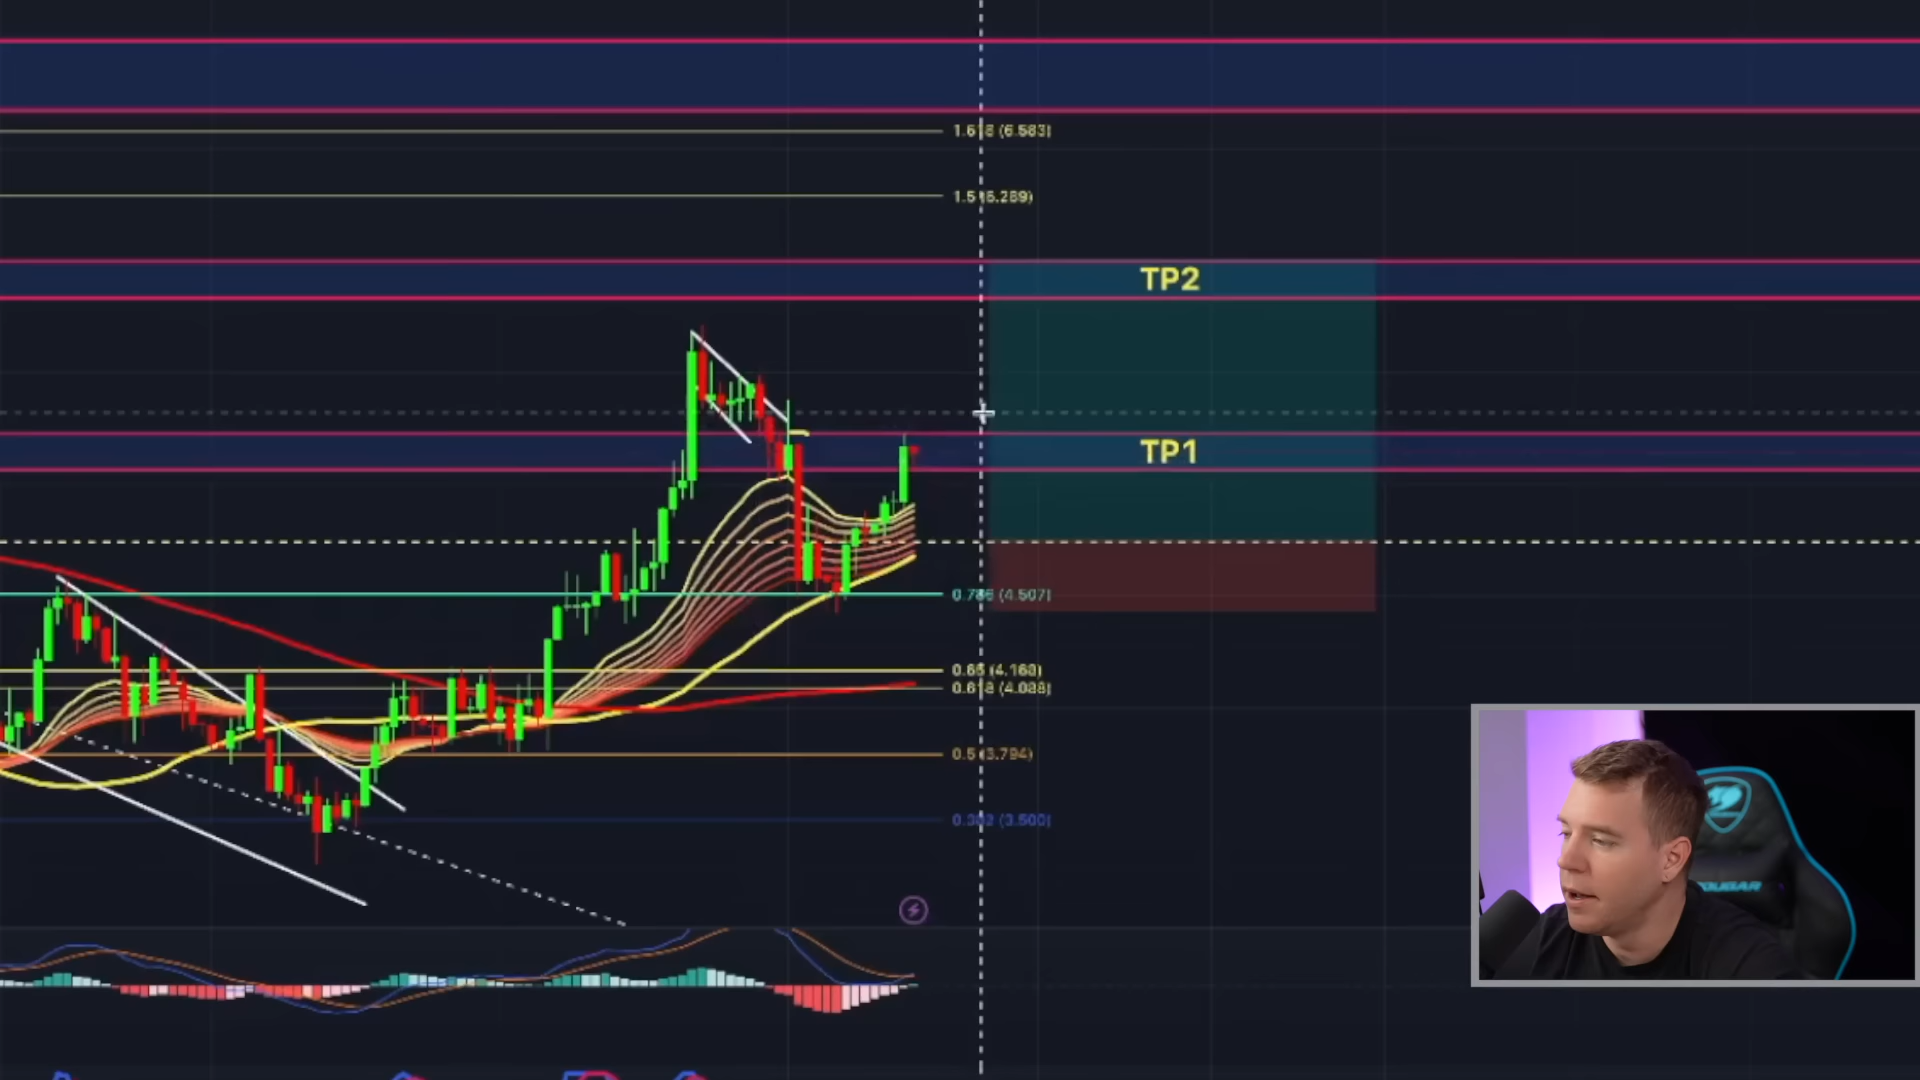 1.618 (6.583)
1.5 (6.289)
TP2
TP1
0.786 (4.507)
0.65 (4.168)
0.618 (4.088)
0.5 (3.794)
0.382 (3.500)
COUGAR